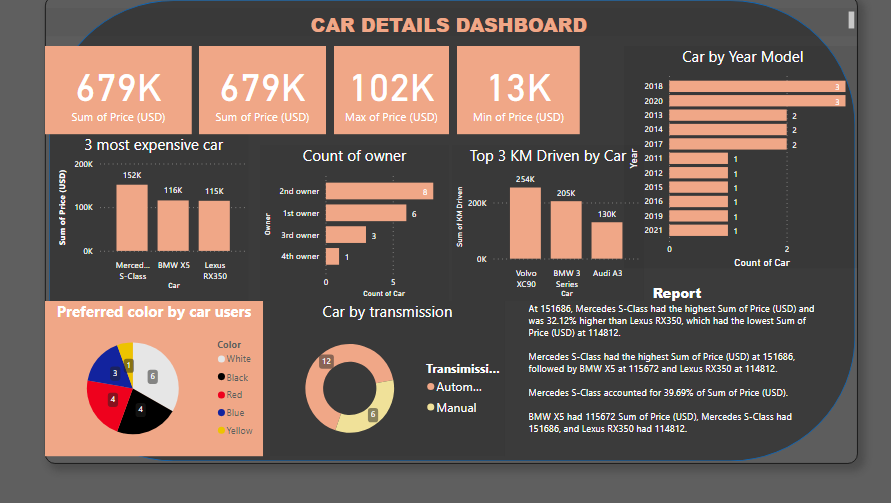 CAR DETAILS DASHBOARD
679K
Sum of Price (USD)
679K
Sum of Price (USD)
102K
Max of Price (USD)
13K
Min of Price (USD)
3 most expensive car
Sum of Price (USD)
200K
100K
0K
152K
116K
115K
Merced... BMW X5 Lexus
S-Class RX350
Car
Count of owner
Owner
2nd owner 8
1st owner 6
3rd owner 3
4th owner 1
0 5
Count of Car
Top 3 KM Driven by Car
Sum of KM Driven
200K
0K
254K
205K
130K
Volvo BMW 3 Audi A3
XC90 Series
Car
Car by Year Model
Year
2018 3
2020 3
2013 2
2014 2
2017 2
2011 1
2012 1
2015 1
2016 1
2019 1
2021 1
0 2
Count of Car
Preferred color by car users
6
4
4
3
1
Color
White
Black
Red
Blue
Yellow
Car by transmission
12
6
Transimissi...
Autom...
Manual
Report
At 151686, Mercedes S-Class had the highest Sum of Price (USD) and
was 32.12% higher than Lexus RX350, which had the lowest Sum of
Price (USD) at 114812.
Mercedes S-Class had the highest Sum of Price (USD) at 151686,
followed by BMW X5 at 115672 and Lexus RX350 at 114812.
Mercedes S-Class accounted for 39.69% of Sum of Price (USD).
BMW X5 had 115672 Sum of Price (USD), Mercedes S-Class had
151686, and Lexus RX350 had 114812.